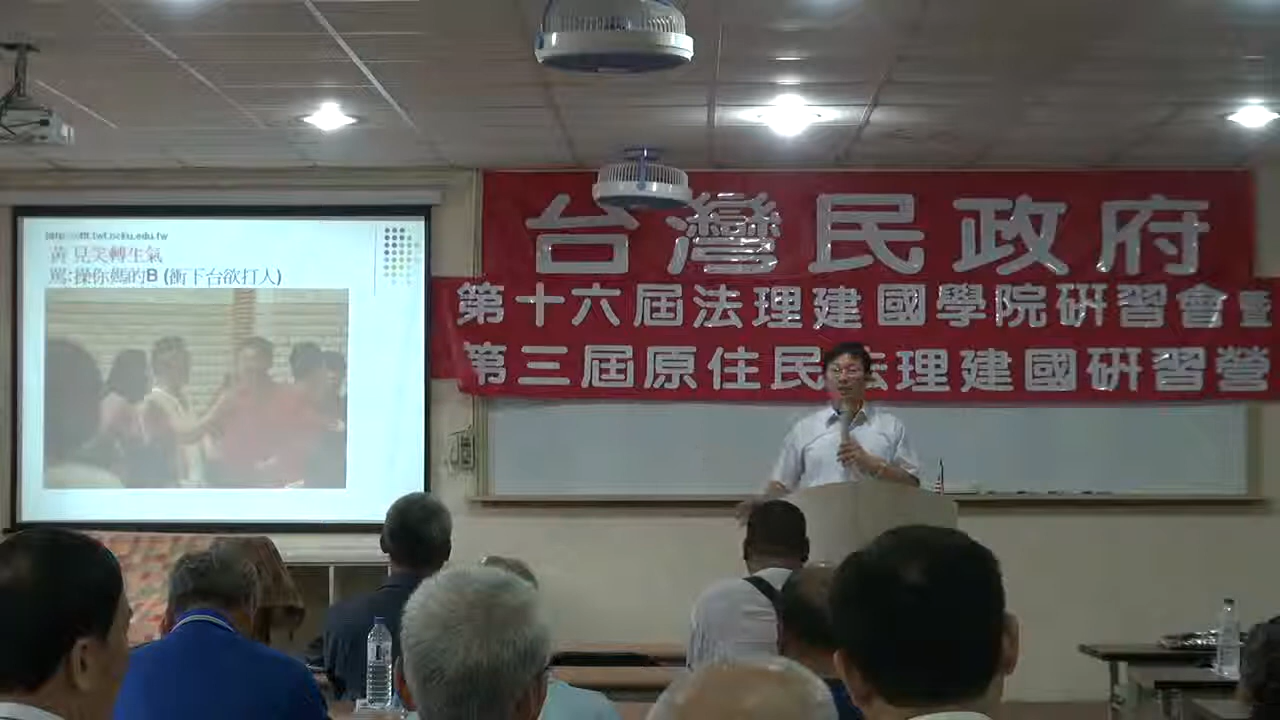 台灣民政府
第十六屆法理建國學院研習會暨
第三屆原住民法理建國研習營
黃 見笑轉生氣
罵:操你媽的B (衝下台欲打人)